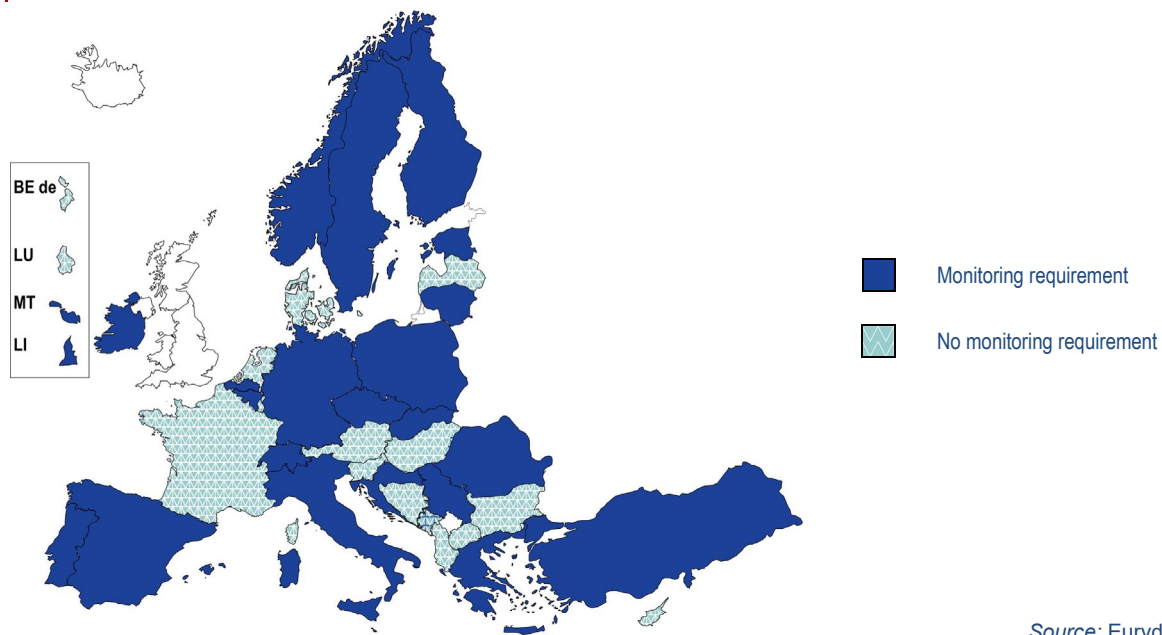 BE de
LU
MT
LI
Monitoring requirement
No monitoring requirement
Source: Euryd